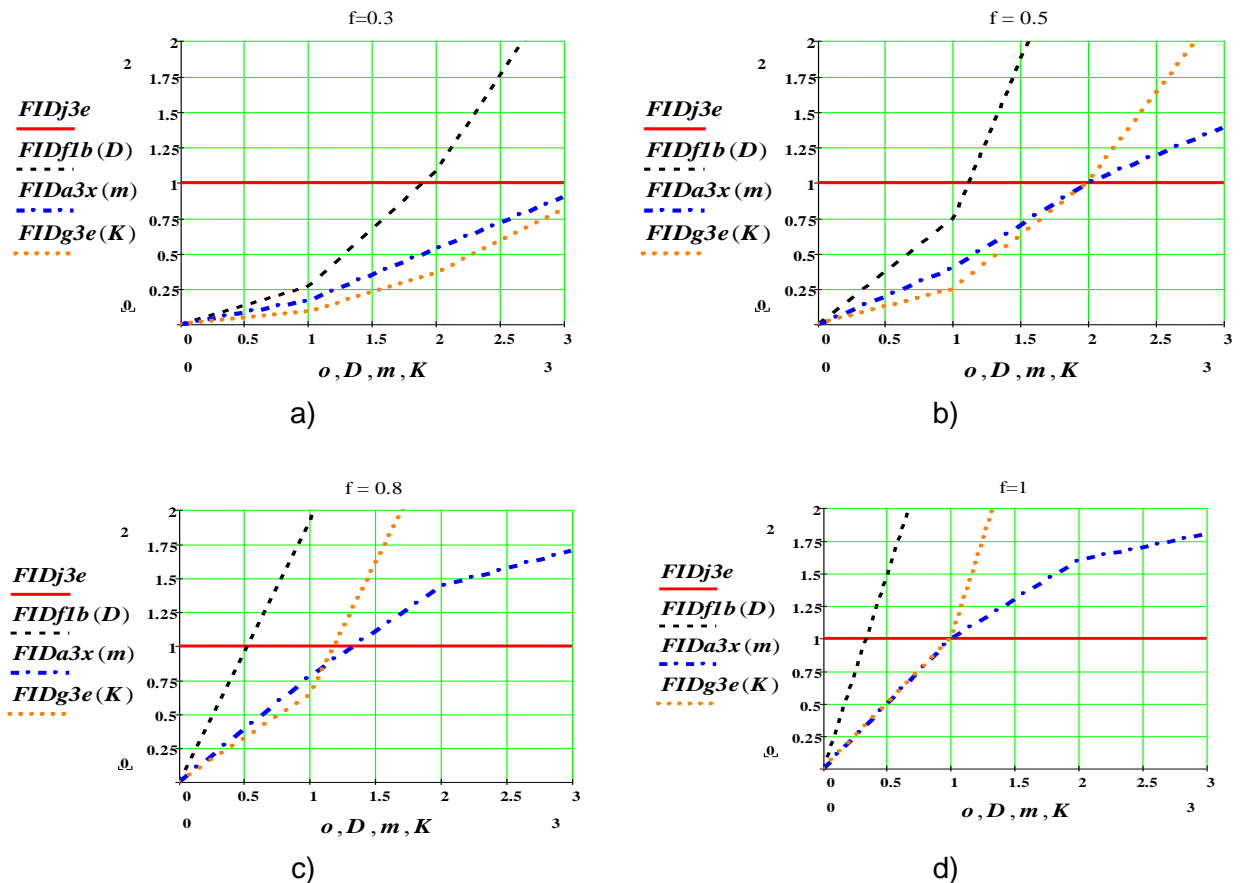 f=0.3
2
2
1.75
1.5
1.25
1
0.75
0.5
0.25
0
FIDj3e
FIDf1b(D)
FIDa3x(m)
FIDg3e(K)
0 0.5 1 1.5 2 2.5 3
0 3
o , D , m , K
a)
f = 0.5
2
2
1.75
1.5
1.25
1
0.75
0.5
0.25
0
FIDj3e
FIDf1b(D)
FIDa3x(m)
FIDg3e(K)
0 0.5 1 1.5 2 2.5 3
0 3
o , D , m , K
b)
f = 0.8
2
2
1.75
1.5
1.25
1
0.75
0.5
0.25
0
FIDj3e
FIDf1b(D)
FIDa3x(m)
FIDg3e(K)
0 0.5 1 1.5 2 2.5 3
0 3
o , D , m , K
c)
f=1
2
2
1.75
1.5
1.25
1
0.75
0.5
0.25
0
FIDj3e
FIDf1b(D)
FIDa3x(m)
FIDg3e(K)
0 0.5 1 1.5 2 2.5 3
0 3
o , D , m , K
d)